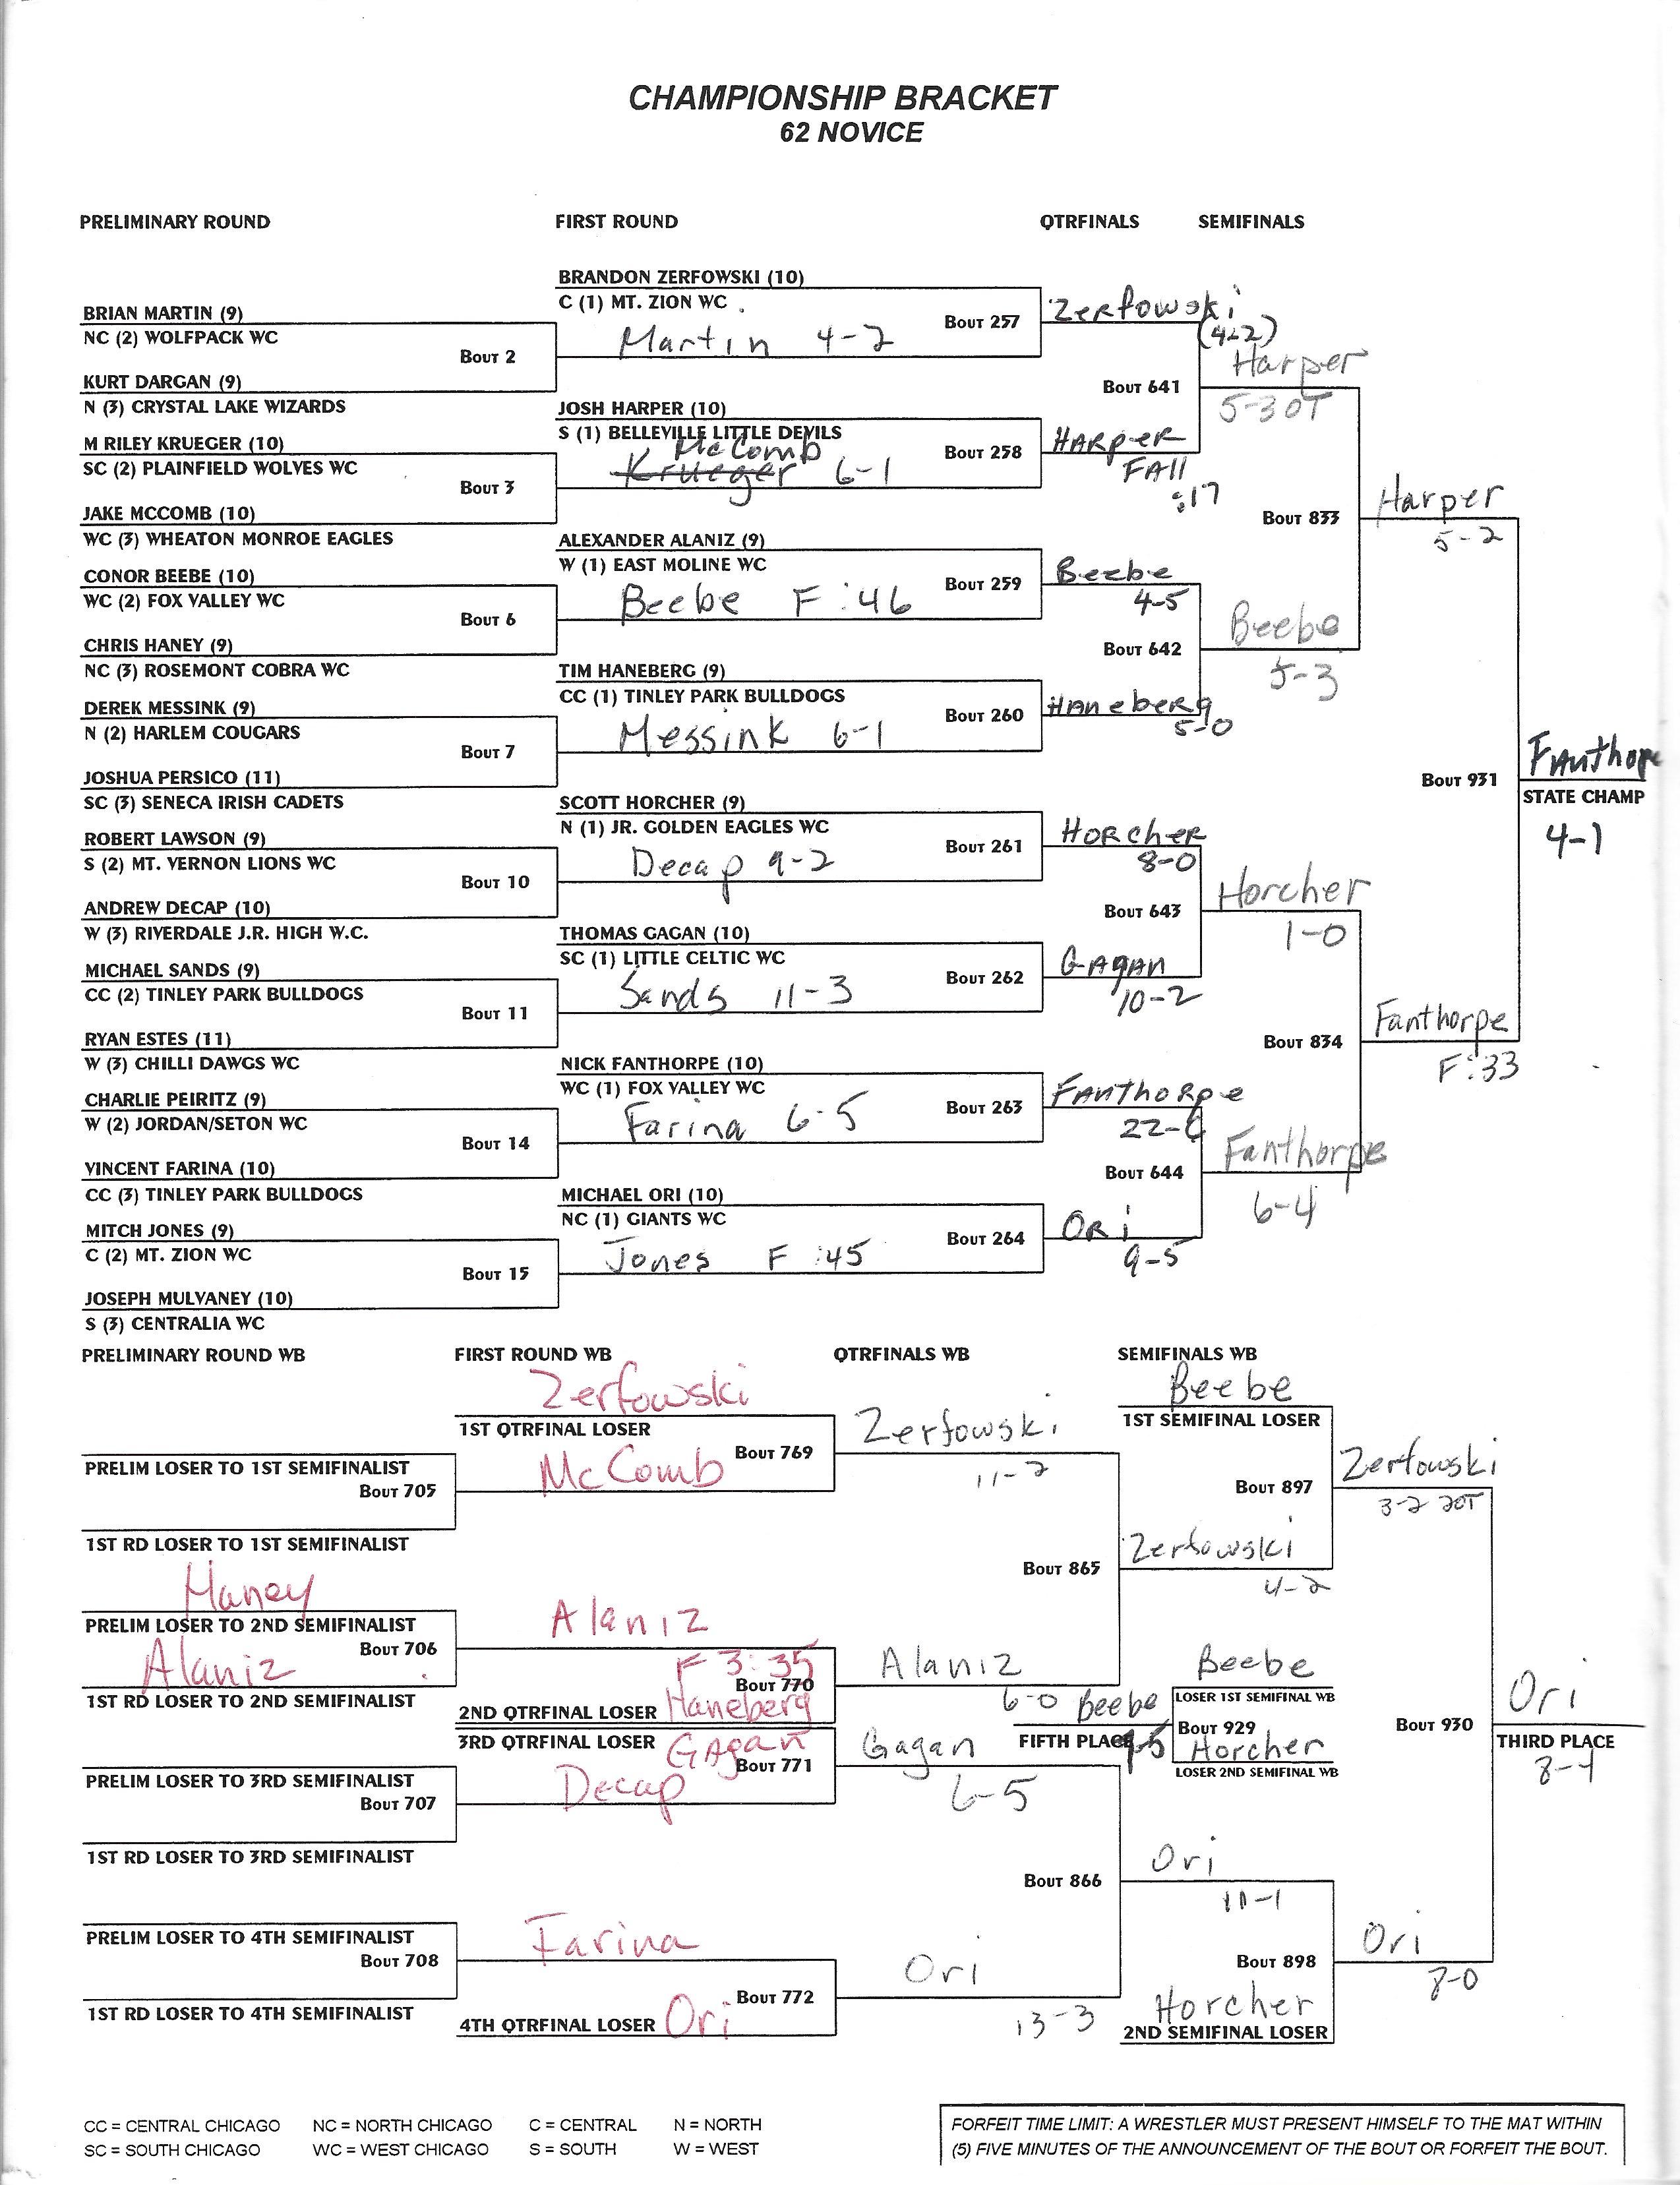 CHAMPIONSHIP BRACKET
62 NOVICE
PRELIMINARY ROUND
FIRST ROUND
QTRFINALS
SEMIFINALS
BRANDON ZERFOWSKI (10)
C (1) MT. ZION WC
BRIAN MARTIN (9)
NC (2) WOLFPACK WC
BOUT 2
Martin 4-2
BOUT 257
Zerfowski
(4-2)
KURT DARGAN (9)
N (3) CRYSTAL LAKE WIZARDS
BOUT 641
Harper
5-3 OT
JOSH HARPER (10)
S (1) BELLEVILLE LITTLE DEVILS
M RILEY KRUEGER (10)
SC (2) PLAINFIELD WOLVES WC
BOUT 3
McComb
Krueger 6-1
BOUT 258
HARPER
FALL
:17
JAKE MCCOMB (10)
WC (3) WHEATON MONROE EAGLES
BOUT 833
Harper
5-2
ALEXANDER ALANIZ (9)
W (1) EAST MOLINE WC
CONOR BEEBE (10)
WC (2) FOX VALLEY WC
BOUT 6
Beebe F :46
BOUT 259
Beebe
4-5
CHRIS HANEY (9)
NC (3) ROSEMONT COBRA WC
BOUT 642
Beebe
5-3
TIM HANEBERG (9)
CC (1) TINLEY PARK BULLDOGS
DEREK MESSINK (9)
N (2) HARLEM COUGARS
BOUT 7
Messink 6-1
BOUT 260
Haneberg
5-0
JOSHUA PERSICO (11)
SC (3) SENECA IRISH CADETS
BOUT 931
FAnthorpe
STATE CHAMP
4-1
SCOTT HORCHER (9)
N (1) JR. GOLDEN EAGLES WC
ROBERT LAWSON (9)
S (2) MT. VERNON LIONS WC
BOUT 10
Decap 9-2
BOUT 261
HORcheR
8-0
ANDREW DECAP (10)
W (3) RIVERDALE J.R. HIGH W.C.
BOUT 643
Horcher
1-0
THOMAS GAGAN (10)
SC (1) LITTLE CELTIC WC
MICHAEL SANDS (9)
CC (2) TINLEY PARK BULLDOGS
BOUT 11
Sands 11-3
BOUT 262
GAgAN
10-2
RYAN ESTES (11)
W (3) CHILLI DAWGS WC
BOUT 834
Fanthorpe
F:33
NICK FANTHORPE (10)
WC (1) FOX VALLEY WC
CHARLIE PEIRITZ (9)
W (2) JORDAN/SETON WC
BOUT 14
Farina 6-5
BOUT 263
FAnthoRpe
22-6
VINCENT FARINA (10)
CC (3) TINLEY PARK BULLDOGS
BOUT 644
Fanthorpe
6-4
MICHAEL ORI (10)
NC (1) GIANTS WC
MITCH JONES (9)
C (2) MT. ZION WC
BOUT 15
Jones F :45
BOUT 264
ORi
9-5
JOSEPH MULVANEY (10)
S (3) CENTRALIA WC
PRELIMINARY ROUND WB
FIRST ROUND WB
QTRFINALS WB
SEMIFINALS WB
Zerfowski
1ST QTRFINAL LOSER
BOUT 769
McComb
Zerfowski
11-2
Beebe
1ST SEMIFINAL LOSER
PRELIM LOSER TO 1ST SEMIFINALIST
BOUT 705
1ST RD LOSER TO 1ST SEMIFINALIST
BOUT 897
Zerfowski
3-2 2OT
BOUT 865
Zerfowski
4-2
Haney
PRELIM LOSER TO 2ND SEMIFINALIST
BOUT 706
Alaniz
1ST RD LOSER TO 2ND SEMIFINALIST
Alaniz
F 3:35
BOUT 770
2ND QTRFINAL LOSER Haneberg
Alaniz
6-0
Beebe
FIFTH PLACE
Beebe
LOSER 1ST SEMIFINAL WB
BOUT 929
Horcher
LOSER 2ND SEMIFINAL WB
BOUT 930
Ori
THIRD PLACE
8-4
3RD QTRFINAL LOSER GAgan
BOUT 771
Decap
Gagan
6-5
PRELIM LOSER TO 3RD SEMIFINALIST
BOUT 707
1ST RD LOSER TO 3RD SEMIFINALIST
BOUT 866
Ori
11-1
PRELIM LOSER TO 4TH SEMIFINALIST
BOUT 708
1ST RD LOSER TO 4TH SEMIFINALIST
Farina
BOUT 772
4TH QTRFINAL LOSER Ori
Ori
13-3
BOUT 898
Horcher
2ND SEMIFINAL LOSER
Ori
CC = CENTRAL CHICAGO NC = NORTH CHICAGO C = CENTRAL N = NORTH
SC = SOUTH CHICAGO WC = WEST CHICAGO S = SOUTH W = WEST
FORFEIT TIME LIMIT: A WRESTLER MUST PRESENT HIMSELF TO THE MAT WITHIN
(5) FIVE MINUTES OF THE ANNOUNCEMENT OF THE BOUT OR FORFEIT THE BOUT.